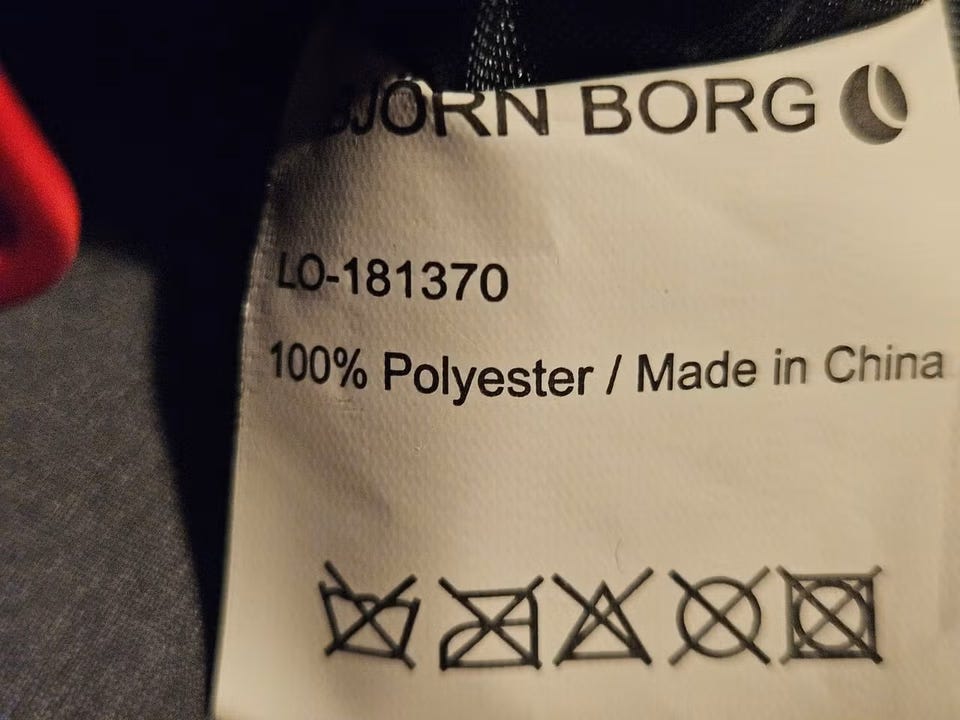 BJÖRN BORG
LO-181370
100% Polyester / Made in China